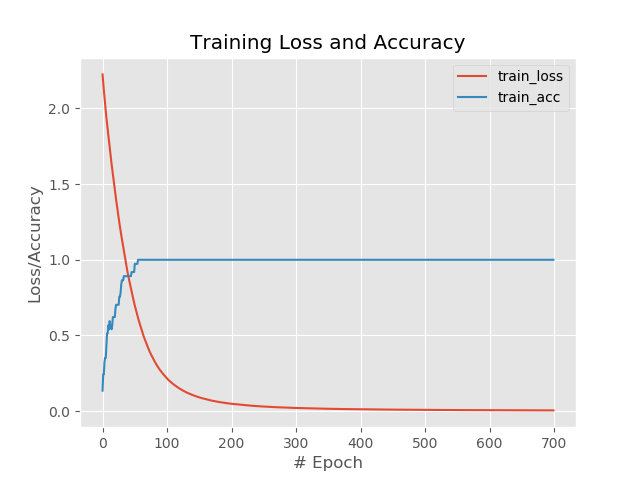 Training Loss and Accuracy
train_loss
train_acc
2.0
1.5
1.0
0.5
0.0
Loss/Accuracy
0 100 200 300 400 500 600 700
# Epoch